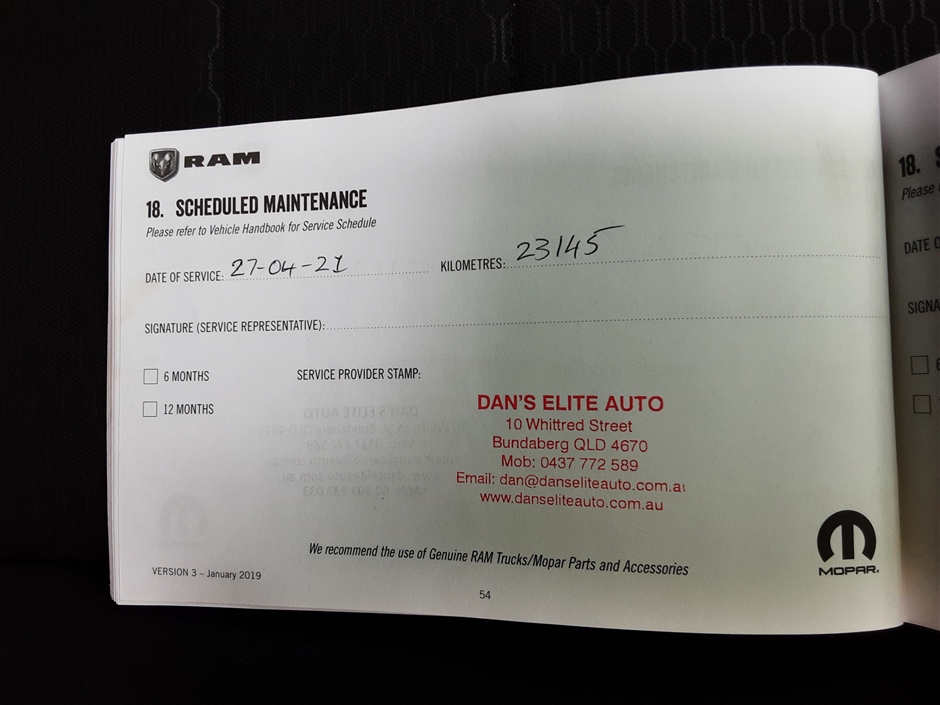 RAM
18. SCHEDULED MAINTENANCE
Please refer to Vehicle Handbook for Service Schedule
DATE OF SERVICE: 27-04-21 KILOMETRES: 23145
SIGNATURE (SERVICE REPRESENTATIVE):
6 MONTHS
SERVICE PROVIDER STAMP:
12 MONTHS
DAN'S ELITE AUTO
10 Whittred Street
Bundaberg QLD 4670
Mob: 0437 772 589
Email: dan@danseliteauto.com.au
www.danseliteauto.com.au
We recommend the use of Genuine RAM Trucks/Mopar Parts and Accessories
MOPAR.
VERSION 3 – January 2019
54
18.
Please
DATE